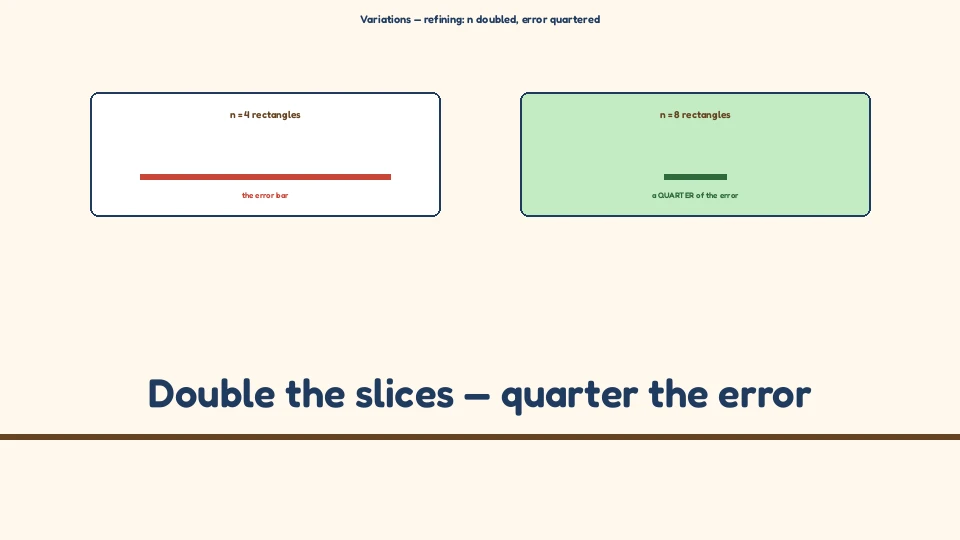 Variations — refining: n doubled, error quartered
n = 4 rectangles
the error bar
n = 8 rectangles
a QUARTER of the error
Double the slices — quarter the error